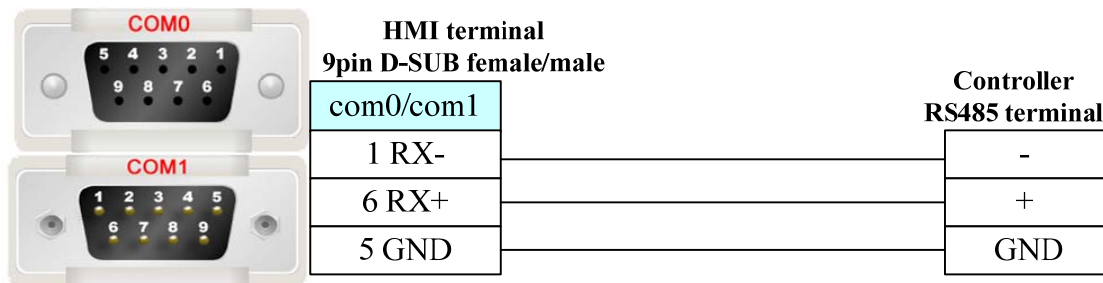 COM0
5 4 3 2 1
9 8 7 6
COM1
1 2 3 4 5
6 7 8 9
HMI terminal
9pin D-SUB female/male
com0/com1
1 RX-
6 RX+
5 GND
Controller
RS485 terminal
-
+
GND